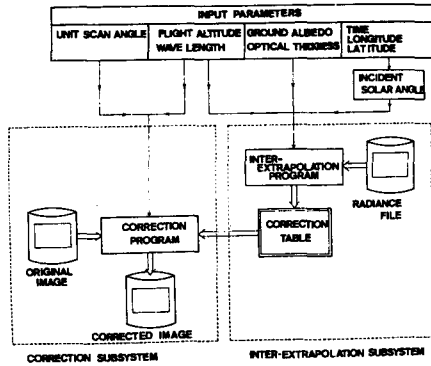 INPUT PARAMETERS
UNIT SCAN ANGLE
FLIGHT ALTITUDE
WAVE LENGTH
GROUND ALBEDO
OPTICAL THICKNESS
TIME
LONGITUDE
LATITUDE
INCIDENT
SOLAR ANGLE
INTER-
EXTRAPOLATION
PROGRAM
RADIANCE
FILE
CORRECTION
PROGRAM
CORRECTION
TABLE
ORIGINAL
IMAGE
CORRECTED IMAGE
CORRECTION SUBSYSTEM
INTER-EXTRAPOLATION SUBSYSTEM